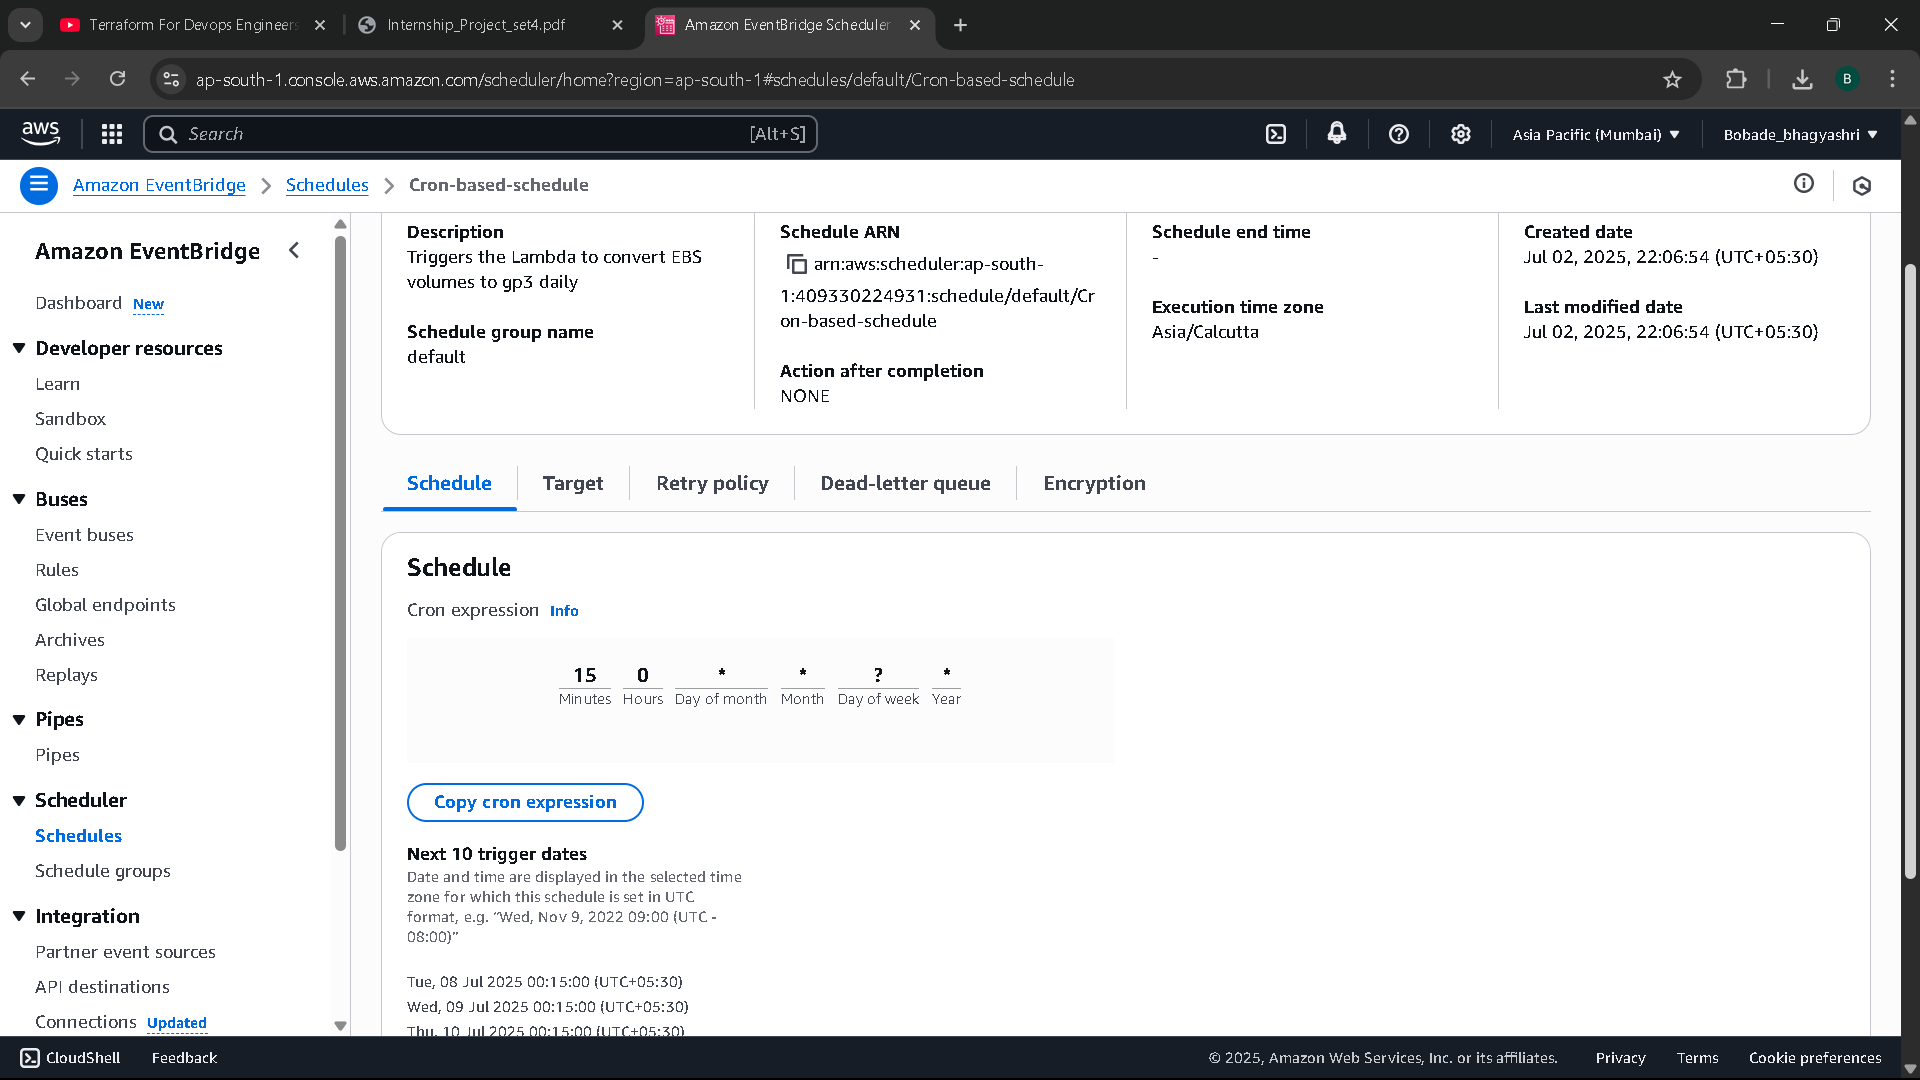 Terraform For Devops Engineers
Internship_Project_set4.pdf
Amazon EventBridge Scheduler
ap-south-1.console.aws.amazon.com/scheduler/home?region=ap-south-1#schedules/default/Cron-based-schedule
B
aws
Search
[Alt+S]
Asia Pacific (Mumbai)
Bobade_bhagyashri
Amazon EventBridge
Schedules
Cron-based-schedule
Amazon EventBridge
Dashboard New
Developer resources
Learn
Sandbox
Quick starts
Buses
Event buses
Rules
Global endpoints
Archives
Replays
Pipes
Pipes
Scheduler
Schedules
Schedule groups
Integration
Partner event sources
API destinations
Connections Updated
Description
Triggers the Lambda to convert EBS
volumes to gp3 daily
Schedule group name
default
Schedule ARN
arn:aws:scheduler:ap-south-
1:409330224931:schedule/default/Cr
on-based-schedule
Action after completion
NONE
Schedule end time
-
Execution time zone
Asia/Calcutta
Created date
Jul 02, 2025, 22:06:54 (UTC+05:30)
Last modified date
Jul 02, 2025, 22:06:54 (UTC+05:30)
Schedule
Target
Retry policy
Dead-letter queue
Encryption
Schedule
Cron expression Info
15 0 * * ? *
Minutes Hours Day of month Month Day of week Year
Copy cron expression
Next 10 trigger dates
Date and time are displayed in the selected time
zone for which this schedule is set in UTC
format, e.g. “Wed, Nov 9, 2022 09:00 (UTC -
08:00)”
Tue, 08 Jul 2025 00:15:00 (UTC+05:30)
Wed, 09 Jul 2025 00:15:00 (UTC+05:30)
Thu, 10 Jul 2025 00:15:00 (UTC+05:30)
CloudShell
Feedback
© 2025, Amazon Web Services, Inc. or its affiliates.
Privacy
Terms
Cookie preferences